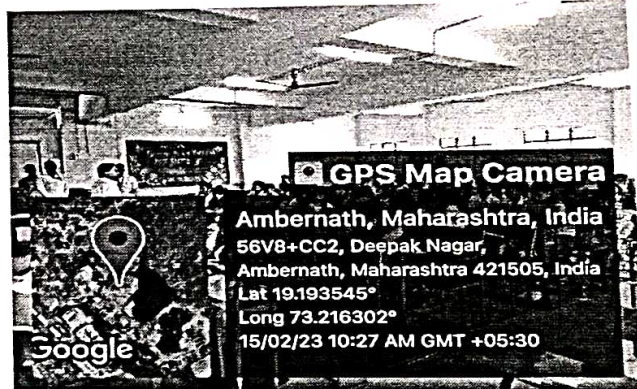 GPS Map Camera
Ambernath, Maharashtra, India
56V8+CC2, Deepak Nagar,
Ambernath, Maharashtra 421505, India
Lat 19.193545°
Long 73.216302°
15/02/23 10:27 AM GMT +05:30
Google